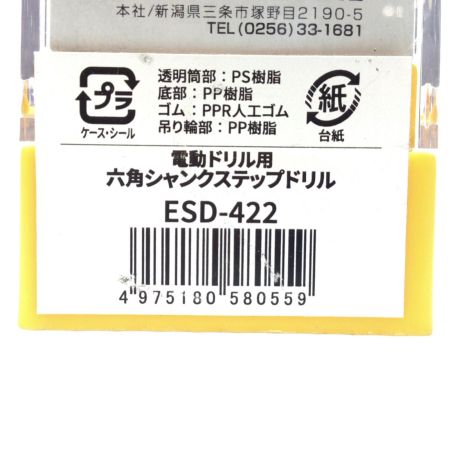 本社/新潟県三条市塚野目2190-5
TEL(0256)33-1681
プラ
ケース・シール
透明筒部：PS樹脂
底部：PP樹脂
ゴム：PPR人工ゴム
吊り輪部：PP樹脂
紙
台紙
電動ドリル用
六角シャンクステップドリル
ESD-422
4 975180 580559